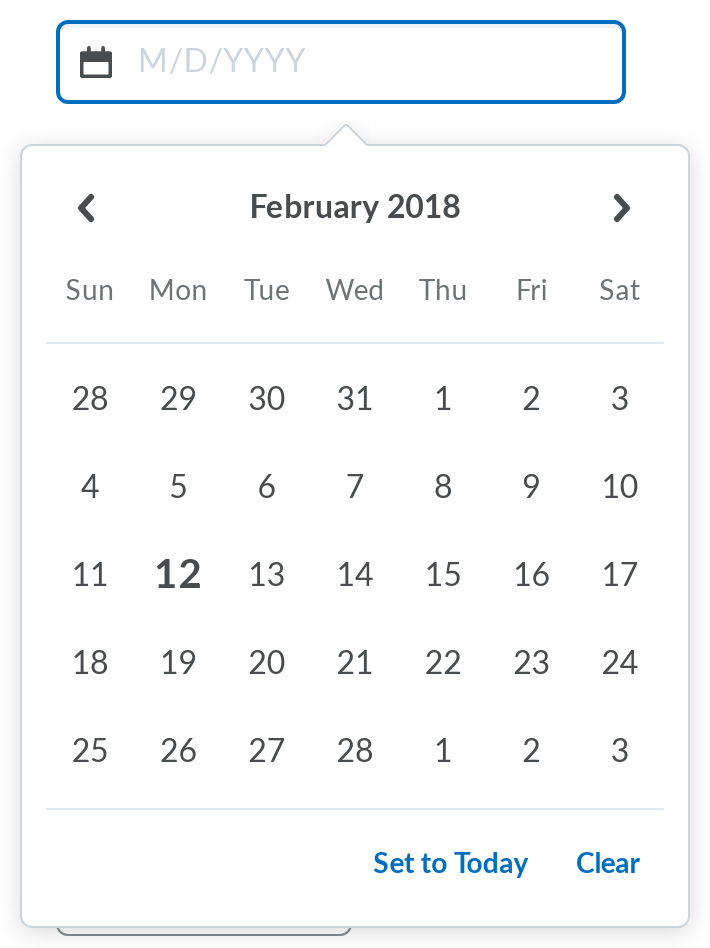 M/D/YYYY
February 2018
Sun Mon Tue Wed Thu Fri Sat
28 29 30 31 1 2 3
4 5 6 7 8 9 10
11 12 13 14 15 16 17
18 19 20 21 22 23 24
25 26 27 28 1 2 3
Set to Today Clear